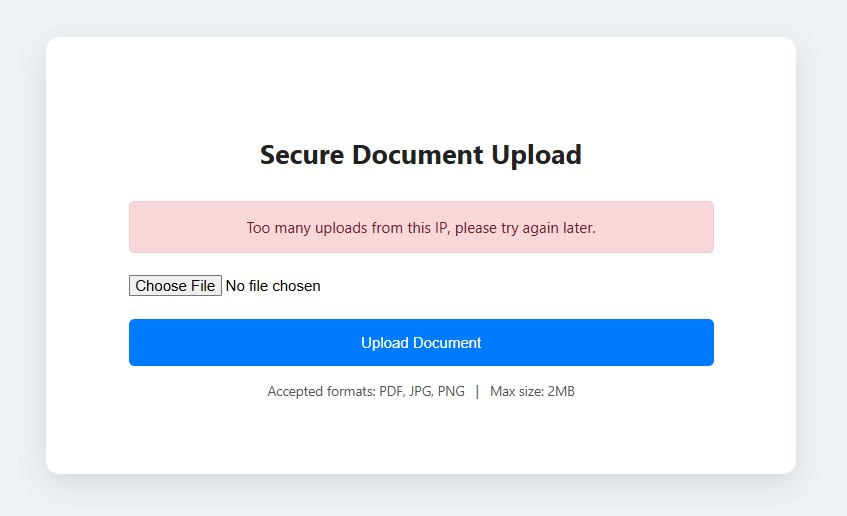 Secure Document Upload
Too many uploads from this IP, please try again later.
Choose File No file chosen
Upload Document
Accepted formats: PDF, JPG, PNG | Max size: 2MB